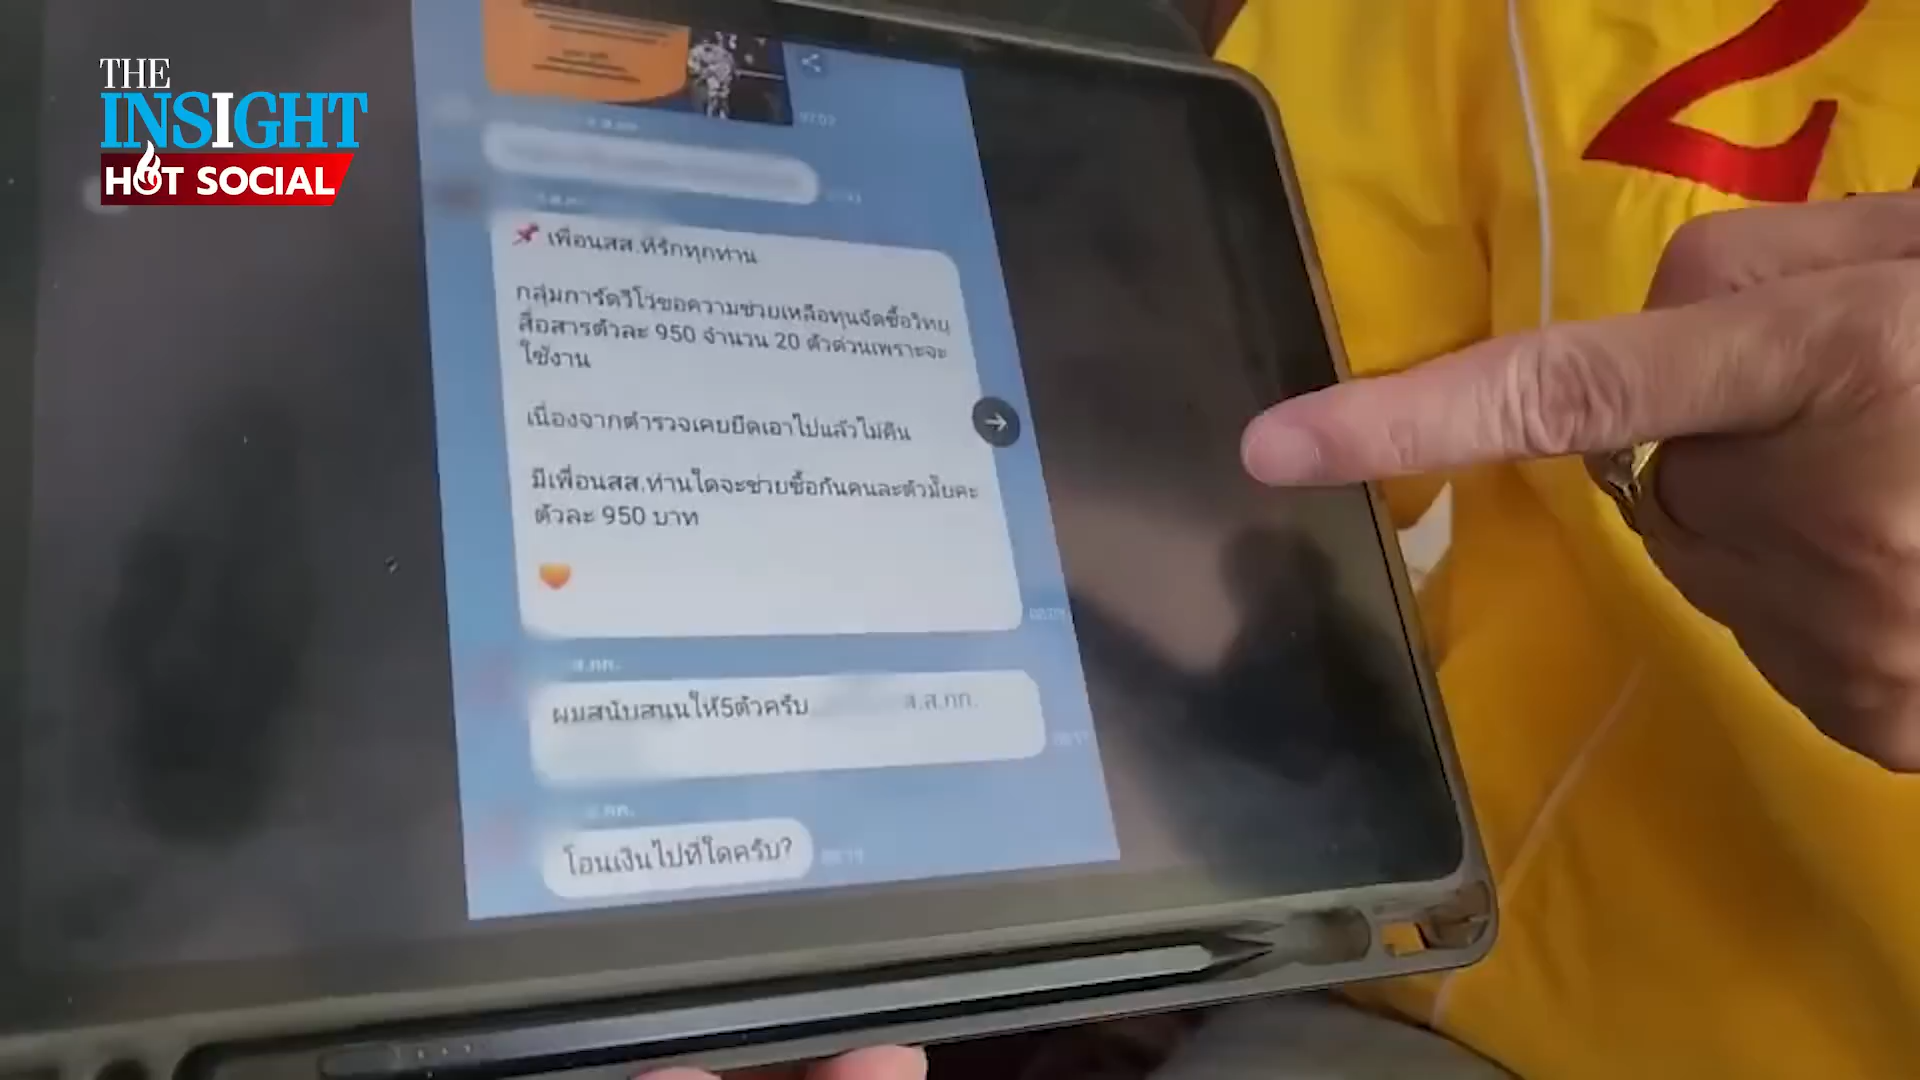 THE
INSIGHT
HOT SOCIAL
เพื่อนสส.ที่รักทุกท่าน
กลุ่มการ์ดวีโว่ขอความช่วยเหลือทุนจัดซื้อวิทยุ
สื่อสารตัวละ 950 จำนวน 20 ตัวด่วนเพราะจะ
ใช้งาน
เนื่องจากตำรวจเคยยึดเอาไปแล้วไม่คืน
มีเพื่อนสส.ท่านใดจะช่วยซื้อกันคนละตัวมั้ยคะ
ตัวละ 950 บาท
ส.กก.
ผมสนับสนุนให้5ตัวครับ ส.ส.กก.
ส.กก.
โอนเงินไปที่ใดครับ?
2